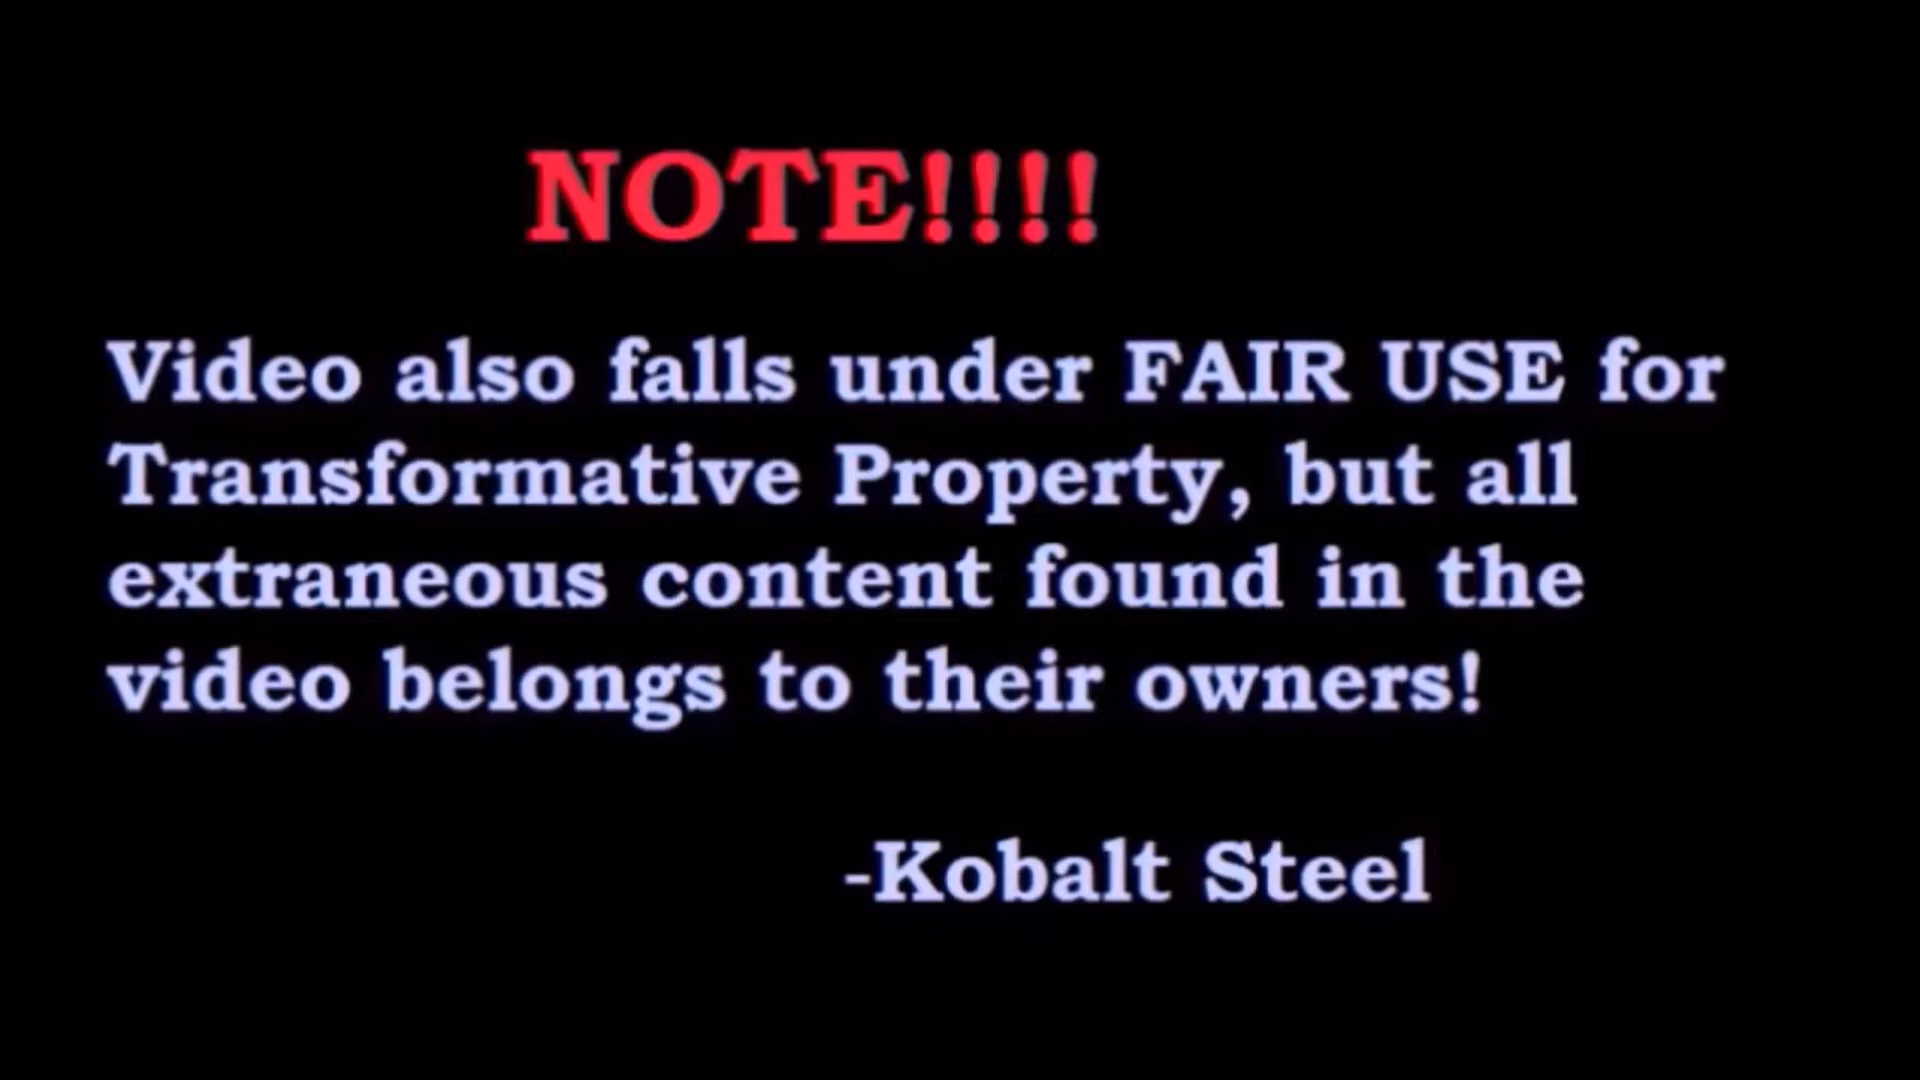 NOTE!!!!
Video also falls under FAIR USE for
Transformative Property, but all
extraneous content found in the
video belongs to their owners!
-Kobalt Steel